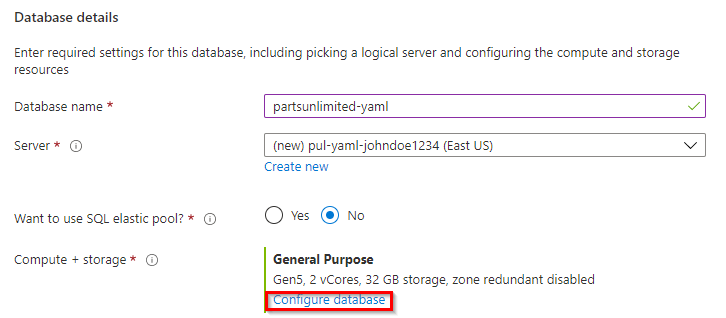 Database details
Enter required settings for this database, including picking a logical server and configuring the compute and storage
resources
Database name *
partsunlimited-yaml
Server *
(new) pul-yaml-johndoe1234 (East US)
Create new
Want to use SQL elastic pool? *
Yes
No
Compute + storage *
General Purpose
Gen5, 2 vCores, 32 GB storage, zone redundant disabled
Configure database